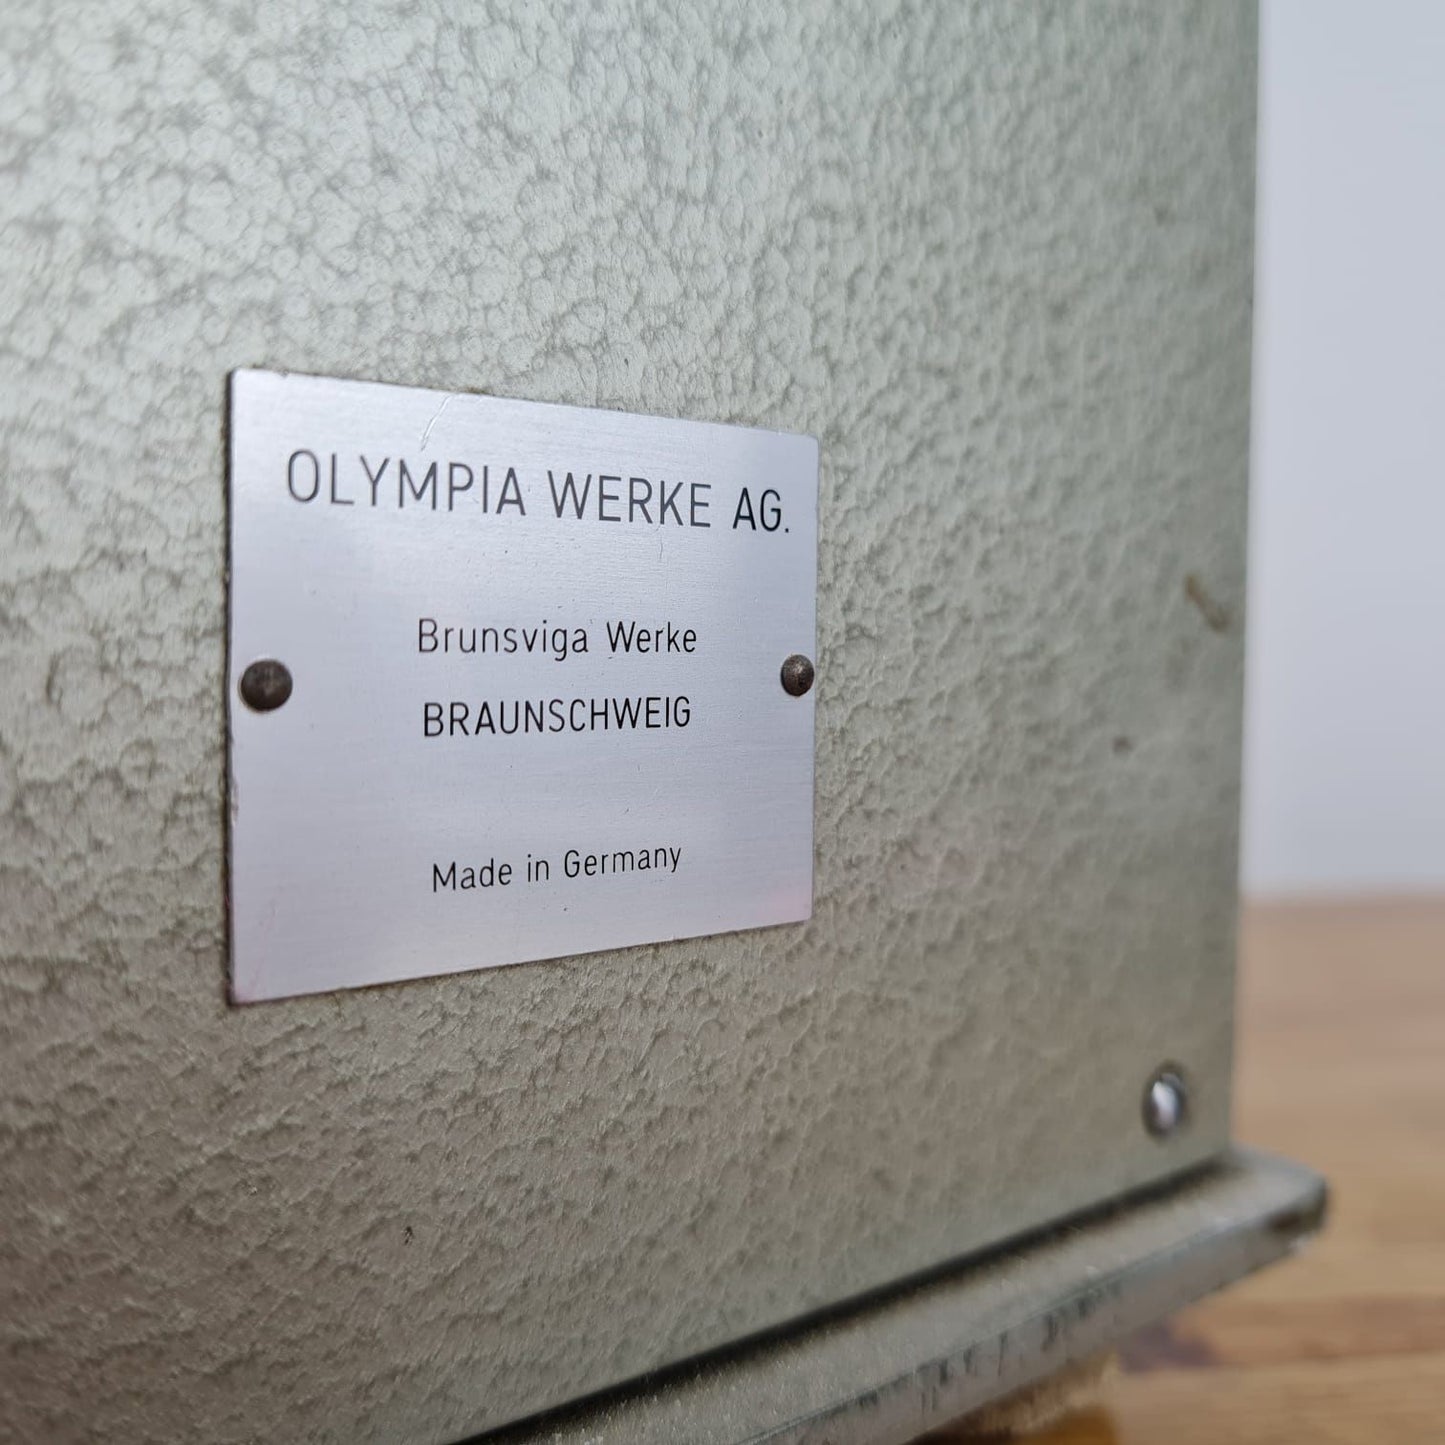 OLYMPIA WERKE AG.
Brunsviga Werke
BRAUNSCHWEIG
Made in Germany